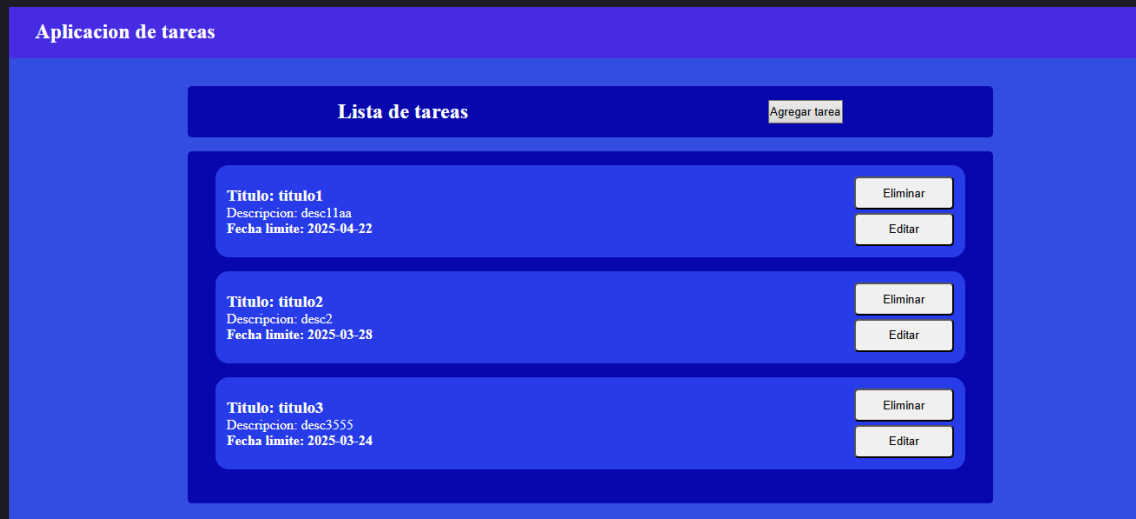 Aplicacion de tareas
Lista de tareas
Agregar tarea
Titulo: titulo1
Descripcion: desc11aa
Fecha limite: 2025-04-22
Eliminar
Editar
Titulo: titulo2
Descripcion: desc2
Fecha limite: 2025-03-28
Eliminar
Editar
Titulo: titulo3
Descripcion: desc3555
Fecha limite: 2025-03-24
Eliminar
Editar